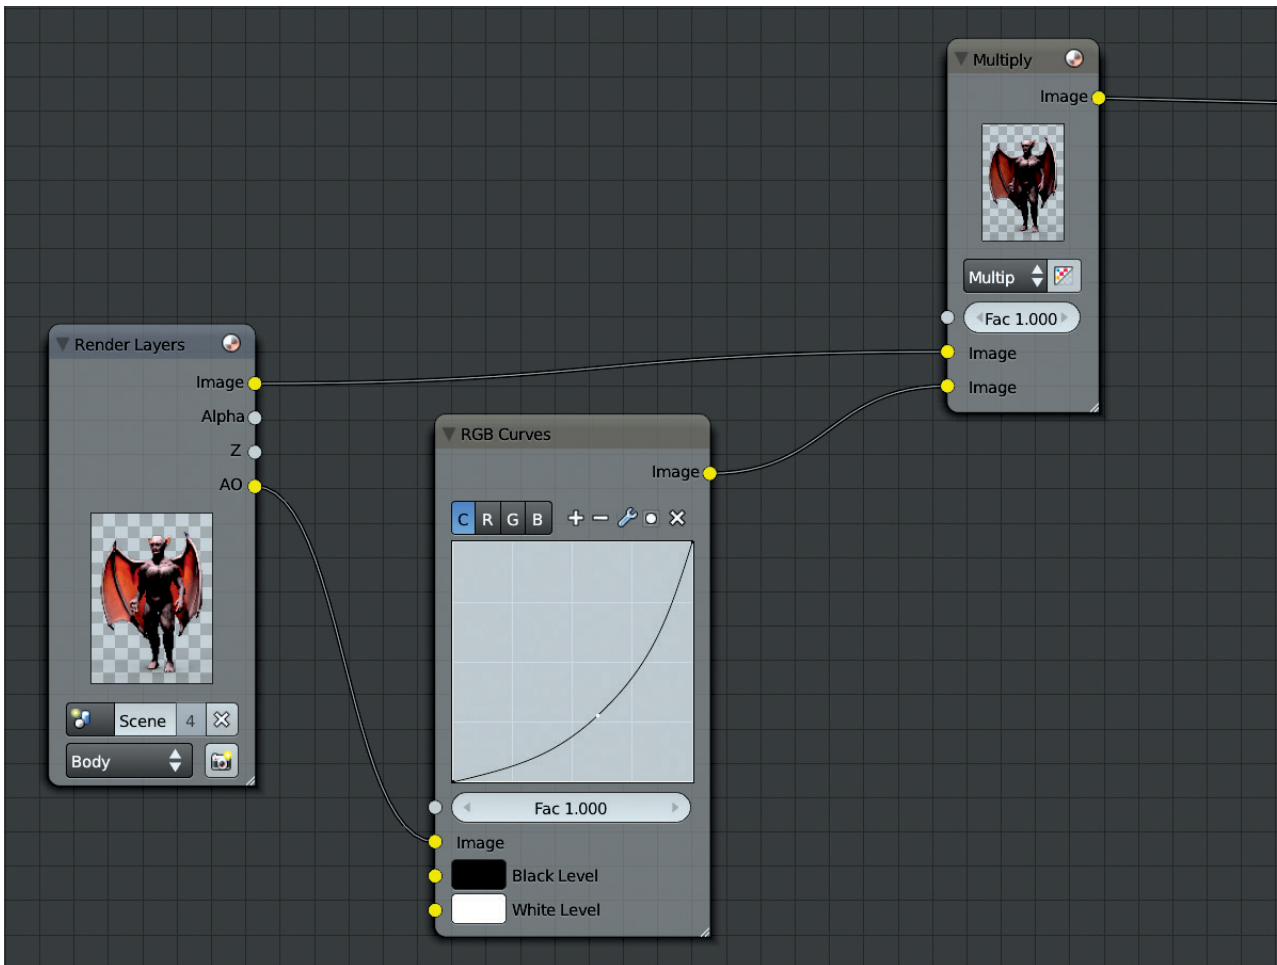 Multiply
Image
Multip
Fac 1.000
Image
Image
Render Layers
Image
Alpha
Z
AO
Scene 4
Body
RGB Curves
Image
C R G B
Fac 1.000
Image
Black Level
White Level